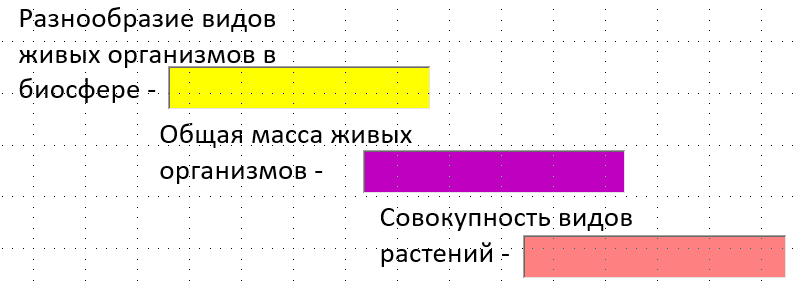 Разнообразие видов
живых организмов в
биосфере -
Общая масса живых
организмов -
Совокупность видов
растений -